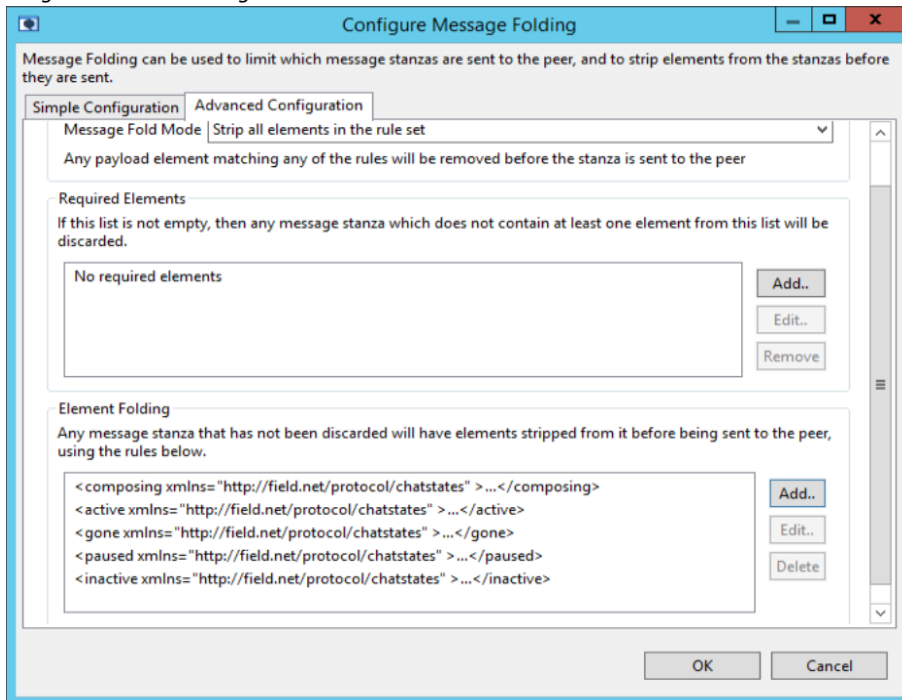 Configure Message Folding
Message Folding can be used to limit which message stanzas are sent to the peer, and to strip elements from the stanzas before
they are sent.
Simple Configuration Advanced Configuration
Message Fold Mode Strip all elements in the rule set
Any payload element matching any of the rules will be removed before the stanza is sent to the peer
Required Elements
If this list is not empty, then any message stanza which does not contain at least one element from this list will be
discarded.
No required elements
Add..
Edit..
Remove
Element Folding
Any message stanza that has not been discarded will have elements stripped from it before being sent to the peer,
using the rules below.
<composing xmlns="http://field.net/protocol/chatstates" >...</composing>
<active xmlns="http://field.net/protocol/chatstates" >...</active>
<gone xmlns="http://field.net/protocol/chatstates" >...</gone>
<paused xmlns="http://field.net/protocol/chatstates" >...</paused>
<inactive xmlns="http://field.net/protocol/chatstates" >...</inactive>
Add..
Edit..
Delete
OK Cancel